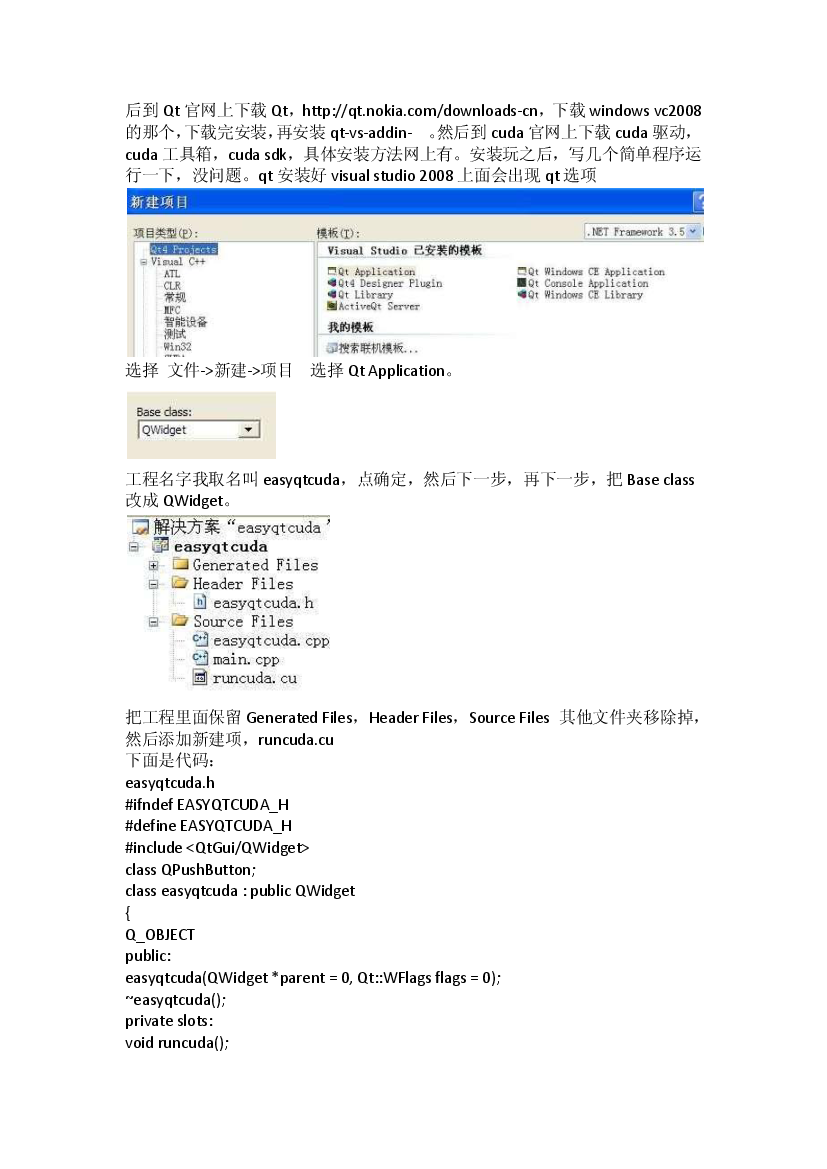 后到 Qt 官网上下载 Qt，http://qt.nokia.com/downloads-cn，下载 windows vc2008
的那个，下载完安装，再安装 qt-vs-addin- 。然后到 cuda 官网上下载 cuda 驱动，
cuda 工具箱，cuda sdk，具体安装方法网上有。安装玩之后，写几个简单程序运
行一下，没问题。qt 安装好 visual studio 2008 上面会出现 qt 选项
新建项目
项目类型(P):
模板(T):
.NET Framework 3.5
Qt4 Projects
Visual C++
ATL
CLR
常规
MFC
智能设备
测试
Win32
Visual Studio 已安装的模板
Qt Application
Qt4 Designer Plugin
Qt Library
ActiveQt Server
Qt Windows CE Application
Qt Console Application
Qt Windows CE Library
我的模板
搜索联机模板...
选择 文件->新建->项目 选择 Qt Application。
Base class:
QWidget
工程名字我取名叫 easyqtcuda，点确定，然后下一步，再下一步，把 Base class
改成 QWidget。
解决方案“easyqtcuda’
easyqtcuda
Generated Files
Header Files
easyqtcuda.h
Source Files
easyqtcuda.cpp
main.cpp
runcuda.cu
把工程里面保留 Generated Files，Header Files，Source Files 其他文件夹移除掉，
然后添加新建项，runcuda.cu
下面是代码：
easyqtcuda.h
#ifndef EASYQTCUDA_H
#define EASYQTCUDA_H
#include <QtGui/QWidget>
class QPushButton;
class easyqtcuda : public QWidget
{
Q_OBJECT
public:
easyqtcuda(QWidget *parent = 0, Qt::WFlags flags = 0);
~easyqtcuda();
private slots:
void runcuda();